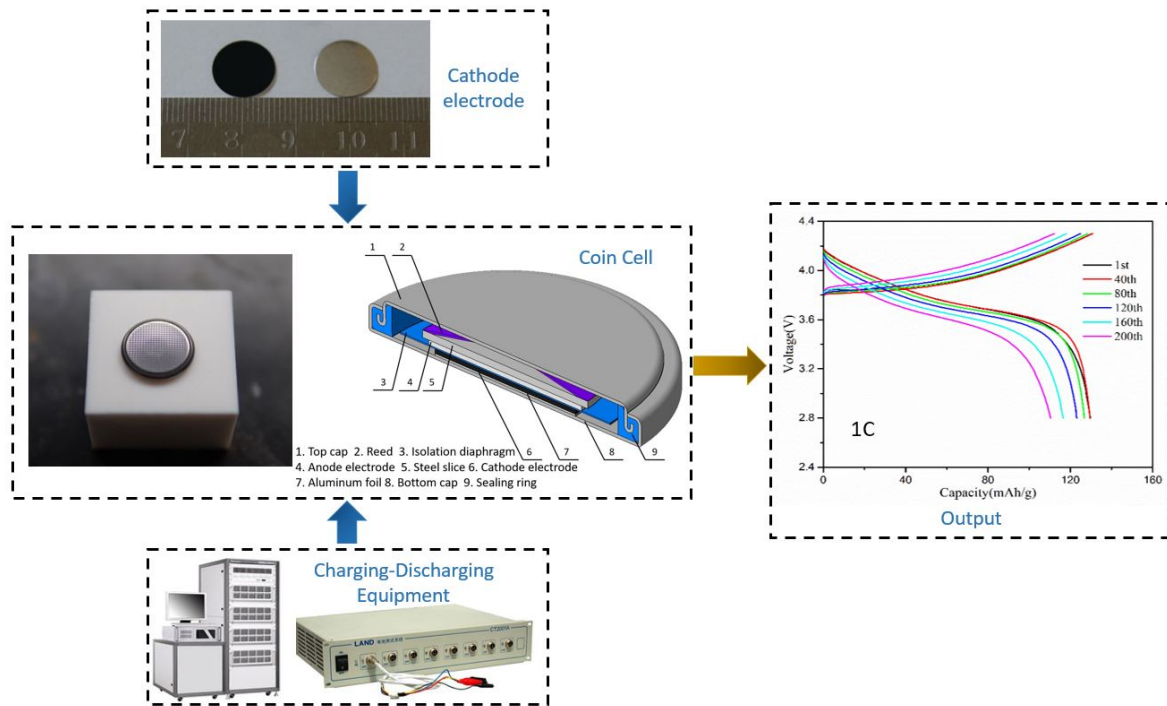 Cathode
electrode
7 8 9 10 11
Coin Cell
1 2
3 4 5 6 7 8 9
1. Top cap 2. Reed 3. Isolation diaphragm
4. Anode electrode 5. Steel slice 6. Cathode electrode
7. Aluminum foil 8. Bottom cap 9. Sealing ring
Charging-Discharging
Equipment
LAND
CT2001A
4.4
4.0
3.6
3.2
2.8
2.4
Voltage(V)
1st
40th
80th
120th
160th
200th
1C
0 40 80 120 160
Capacity(mAh/g)
Output